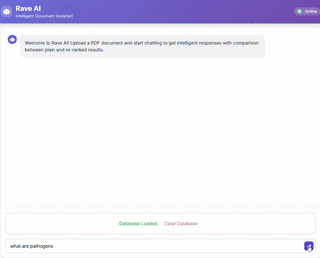 Rave AI
Intelligent Document Assistant
Online
Welcome to Rave AI! Upload a PDF document and start chatting to get intelligent responses with comparison
between plain and re-ranked results.
Database Loaded. Clear Database
what are pathogens